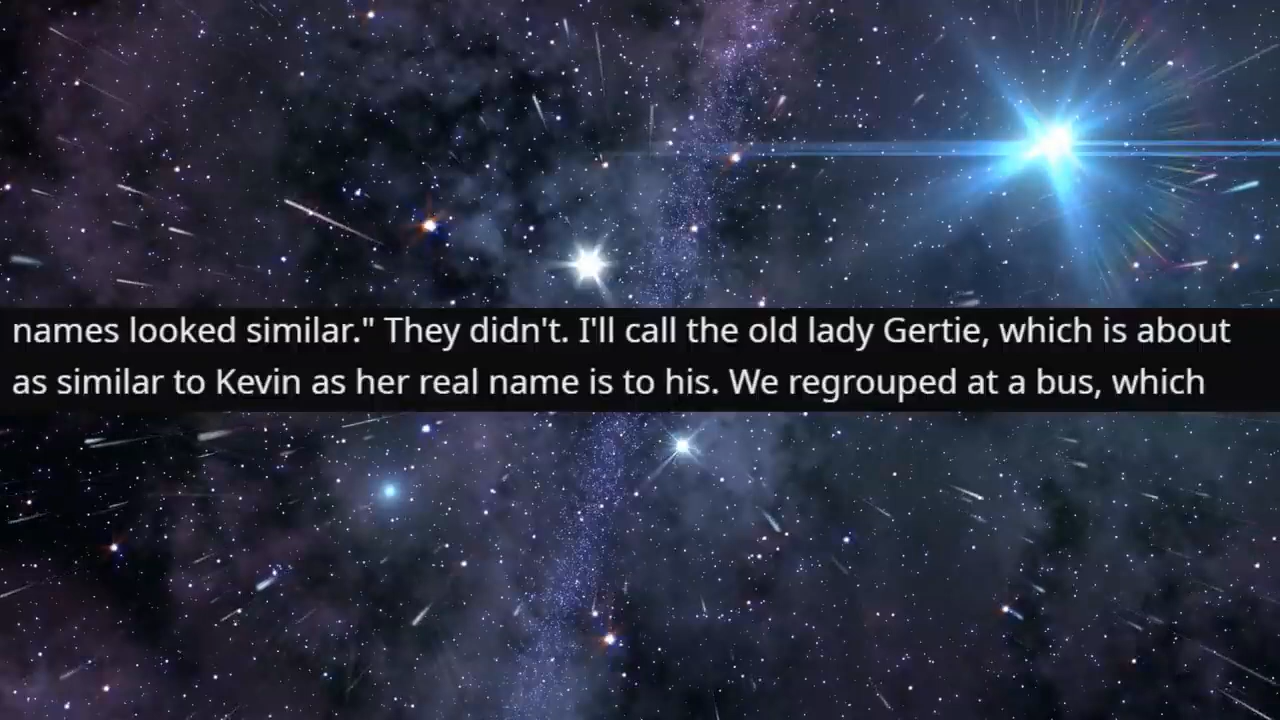 names looked similar." They didn't. I'll call the old lady Gertie, which is about
as similar to Kevin as her real name is to his. We regrouped at a bus, which